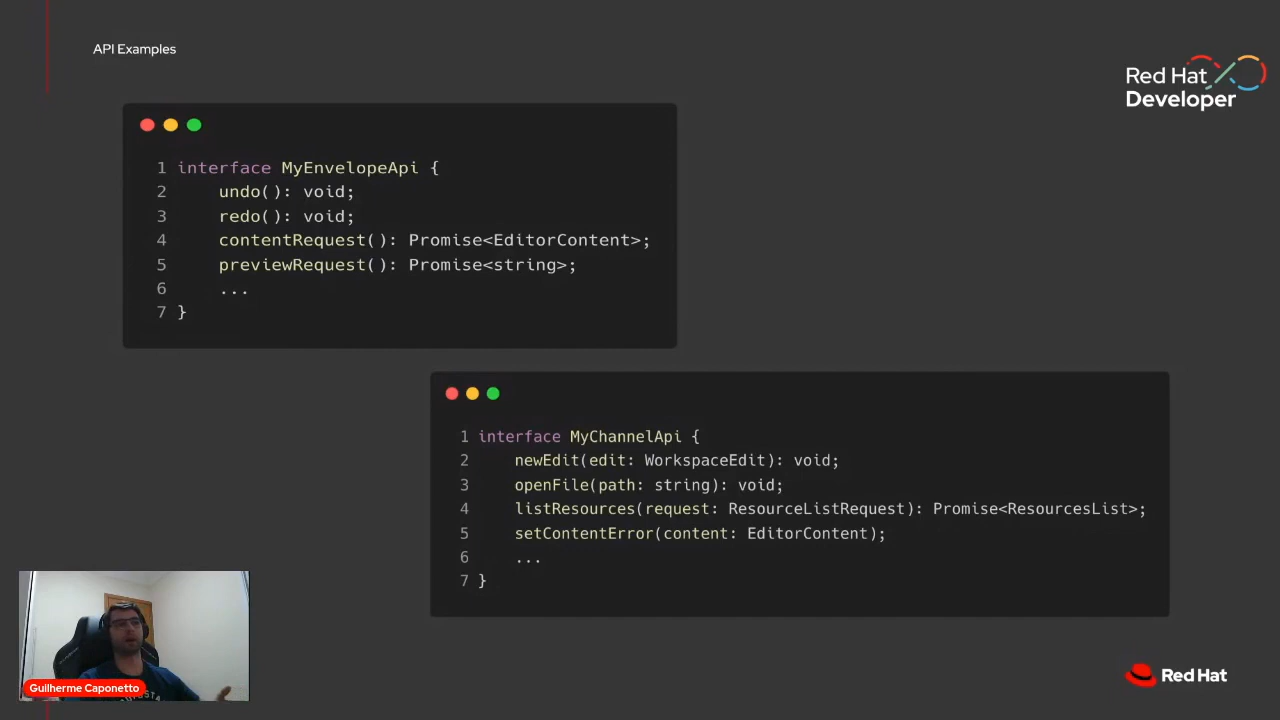 API Examples
Red Hat
Developer
1 interface MyEnvelopeApi {
2 undo(): void;
3 redo(): void;
4 contentRequest(): Promise<EditorContent>;
5 previewRequest(): Promise<string>;
6 ...
7 }
1 interface MyChannelApi {
2 newEdit(edit: WorkspaceEdit): void;
3 openFile(path: string): void;
4 listResources(request: ResourceListRequest): Promise<ResourcesList>;
5 setContentError(content: EditorContent);
6 ...
7 }
Guilherme Caponetto
Red Hat